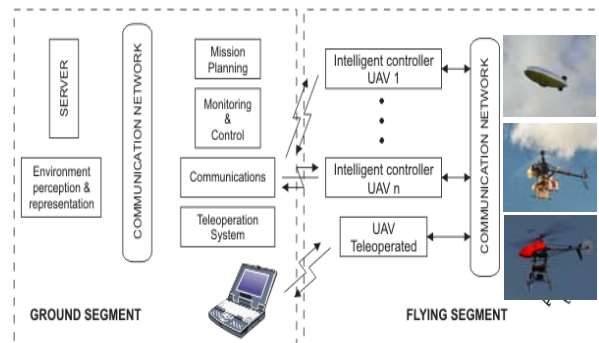 SERVER
Environment
perception &
representation
COMMUNICATION NETWORK
Mission
Planning
Monitoring
&
Control
Communications
Teleoperation
System
GROUND SEGMENT
Intelligent controller
UAV 1
Intelligent controller
UAV n
UAV
Teleoperated
COMMUNICATION NETWORK
FLYING SEGMENT